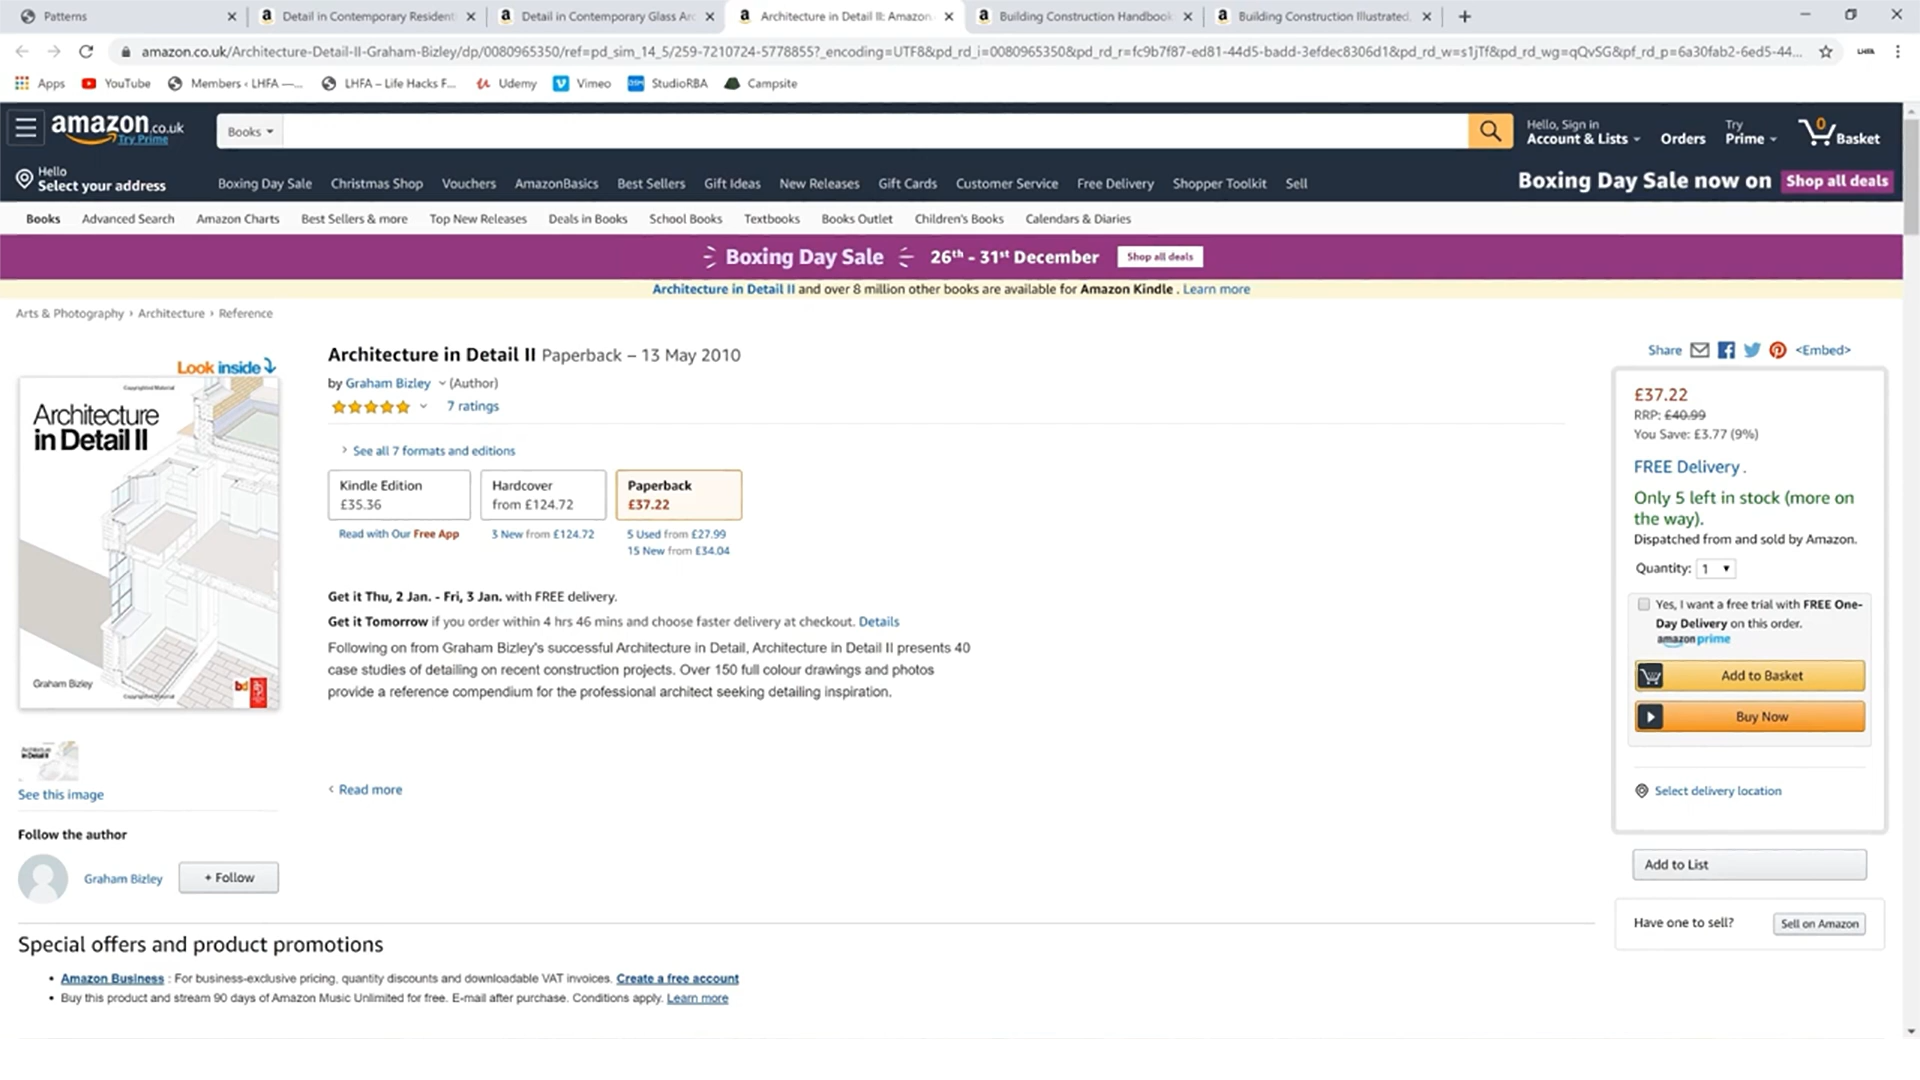 Patterns
Detail in Contemporary Resident
Detail in Contemporary Glass Arc
Architecture in Detail II: Amazon
Building Construction Handbook
Building Construction Illustrated,
amazon.co.uk/Architecture-Detail-II-Graham-Bizley/dp/0080965350/ref=pd_sim_14_5/259-7210724-5778855?_encoding=UTF8&pd_rd_i=0080965350&pd_rd_r=fc9b7f87-ed81-44d5-badd-3efdec8306d1&pd_rd_w=s1jTf&pd_rd_wg=qQvSG&pf_rd_p=6a30fab2-6ed5-44...
LHFA
Apps YouTube Members ‹ LHFA —... LHFA – Life Hacks F... Udemy Vimeo StudioRBA Campsite
amazon.co.uk
Try Prime
Books
Hello, Sign in
Account & Lists
Orders
Try
Prime
0
Basket
Hello
Select your address
Boxing Day Sale Christmas Shop Vouchers AmazonBasics Best Sellers Gift Ideas New Releases Gift Cards Customer Service Free Delivery Shopper Toolkit Sell
Boxing Day Sale now on Shop all deals
Books Advanced Search Amazon Charts Best Sellers & more Top New Releases Deals in Books School Books Textbooks Books Outlet Children's Books Calendars & Diaries
Boxing Day Sale 26th - 31st December Shop all deals
Architecture in Detail II and over 8 million other books are available for Amazon Kindle . Learn more
Arts & Photography › Architecture › Reference
Look inside
Copyrighted Material
Architecture
in Detail II
Graham Bizley
Copyrighted Material
bd
Architecture
in Detail II
See this image
Follow the author
Graham Bizley
+ Follow
Architecture in Detail II Paperback – 13 May 2010
by Graham Bizley (Author)
7 ratings
› See all 7 formats and editions
Kindle Edition
£35.36
Read with Our Free App
Hardcover
from £124.72
3 New from £124.72
Paperback
£37.22
5 Used from £27.99
15 New from £34.04
Get it Thu, 2 Jan. - Fri, 3 Jan. with FREE delivery.
Get it Tomorrow if you order within 4 hrs 46 mins and choose faster delivery at checkout. Details
Following on from Graham Bizley's successful Architecture in Detail, Architecture in Detail II presents 40
case studies of detailing on recent construction projects. Over 150 full colour drawings and photos
provide a reference compendium for the professional architect seeking detailing inspiration.
‹ Read more
Share <Embed>
£37.22
RRP: £40.99
You Save: £3.77 (9%)
FREE Delivery .
Only 5 left in stock (more on
the way).
Dispatched from and sold by Amazon.
Quantity: 1
Yes, I want a free trial with FREE One-
Day Delivery on this order.
amazon prime
Add to Basket
Buy Now
Select delivery location
Add to List
Have one to sell? Sell on Amazon
Special offers and product promotions
• Amazon Business : For business-exclusive pricing, quantity discounts and downloadable VAT invoices. Create a free account
• Buy this product and stream 90 days of Amazon Music Unlimited for free. E-mail after purchase. Conditions apply. Learn more